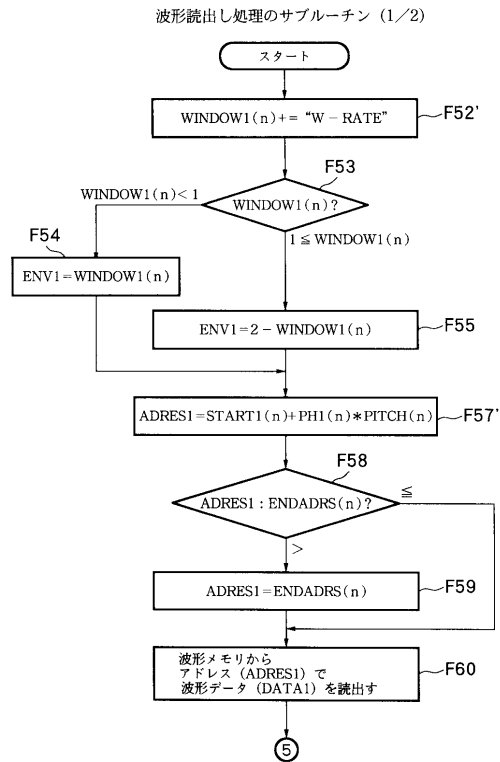 波形読出し処理のサブルーチン (1／2)
スタート
WINDOW1(n)+= “W－RATE”
F52'
F53
WINDOW1(n)?
WINDOW1(n)< 1
1≦WINDOW1(n)
F54
ENV1=WINDOW1(n)
ENV1=2－WINDOW1(n)
F55
ADRES1=START1(n)+PH1(n)*PITCH(n)
F57'
F58
ADRES1：ENDADRS(n)?
≦
>
ADRES1=ENDADRS(n)
F59
波形メモリから
アドレス（ADRES1）で
波形データ（DATA1）を読出す
F60
5